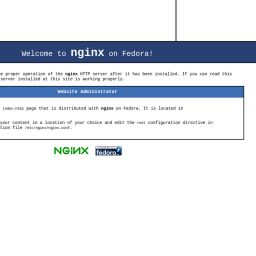 Welcome to nginx on Fedora!
e proper operation of the nginx HTTP server after it has been installed. If you can read this
server installed at this site is working properly.
Website Administrator
index.html page that is distributed with nginx on Fedora. It is located in
your content in a location of your choice and edit the root configuration directive in
tion file /etc/nginx/nginx.conf.
NGINX
fedora